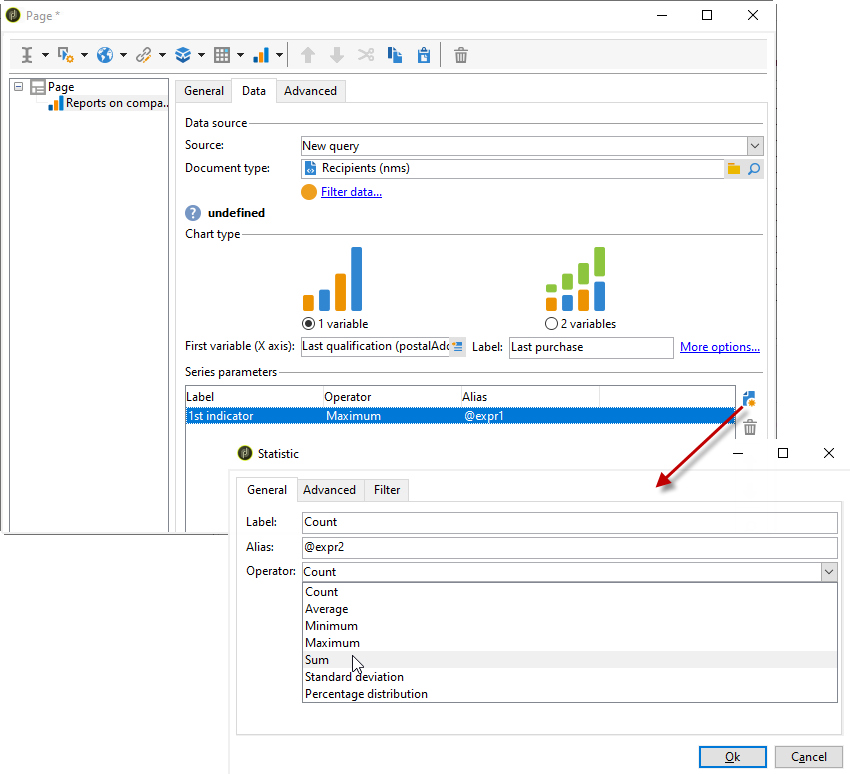 Page *
Page
Reports on compa..
General Data Advanced
Data source
Source: New query
Document type: Recipients (nms)
Filter data...
? undefined
Chart type
1 variable 2 variables
First variable (X axis): Last qualification (postalAdd Label: Last purchase More options...
Series parameters
Label Operator Alias
1st indicator Maximum @expr1
Statistic
General Advanced Filter
Label: Count
Alias: @expr2
Operator: Count
Count
Average
Minimum
Maximum
Sum
Standard deviation
Percentage distribution
Ok Cancel